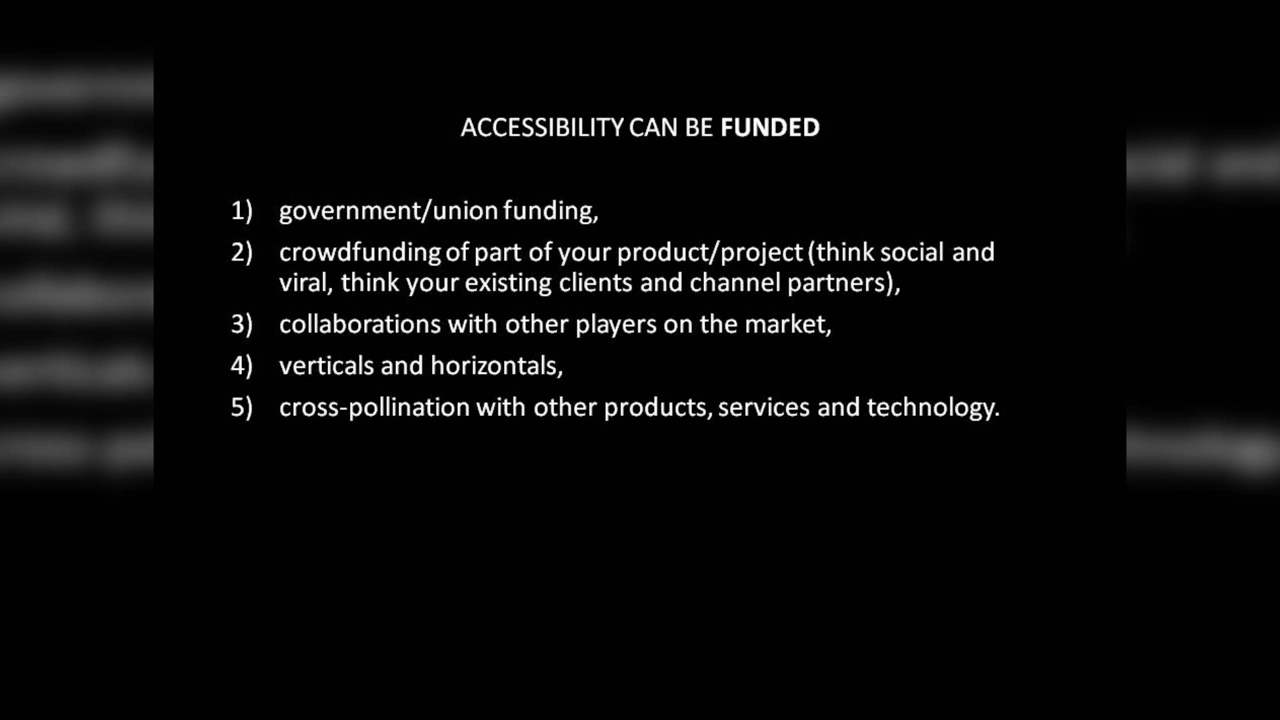 ACCESSIBILITY CAN BE FUNDED
1) government/union funding,
2) crowdfunding of part of your product/project (think social and
viral, think your existing clients and channel partners),
3) collaborations with other players on the market,
4) verticals and horizontals,
5) cross-pollination with other products, services and technology.